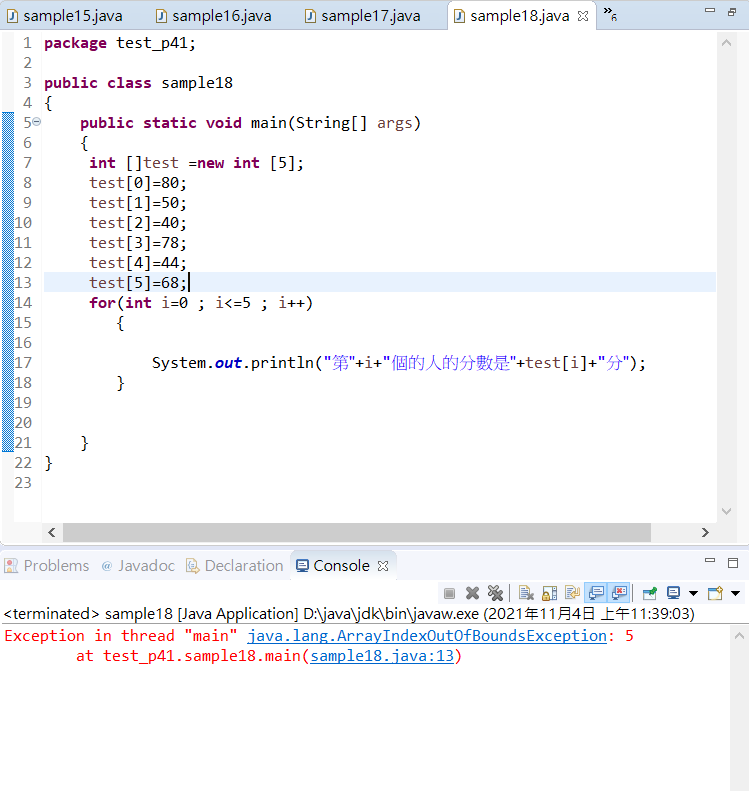 sample15.java sample16.java sample17.java sample18.java »6
1 package test_p41;
2
3 public class sample18
4 {
5 public static void main(String[] args)
6 {
7 int []test =new int [5];
8 test[0]=80;
9 test[1]=50;
10 test[2]=40;
11 test[3]=78;
12 test[4]=44;
13 test[5]=68;
14 for(int i=0 ; i<=5 ; i++)
15 {
16
17 System.out.println("第"+i+"個的人的分數是"+test[i]+"分");
18 }
19
20
21 }
22 }
23
Problems @ Javadoc Declaration Console
<terminated> sample18 [Java Application] D:\java\jdk\bin\javaw.exe (2021年11月4日 上午11:39:03)
Exception in thread "main" java.lang.ArrayIndexOutOfBoundsException: 5
at test_p41.sample18.main(sample18.java:13)